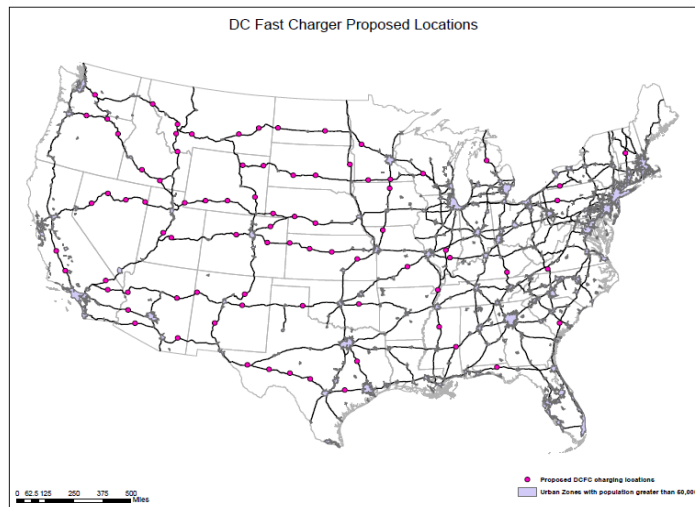 DC Fast Charger Proposed Locations
0 62.5 125 250 375 500
Miles
Proposed DCFC charging locations
Urban Zones with population greater than 50,00